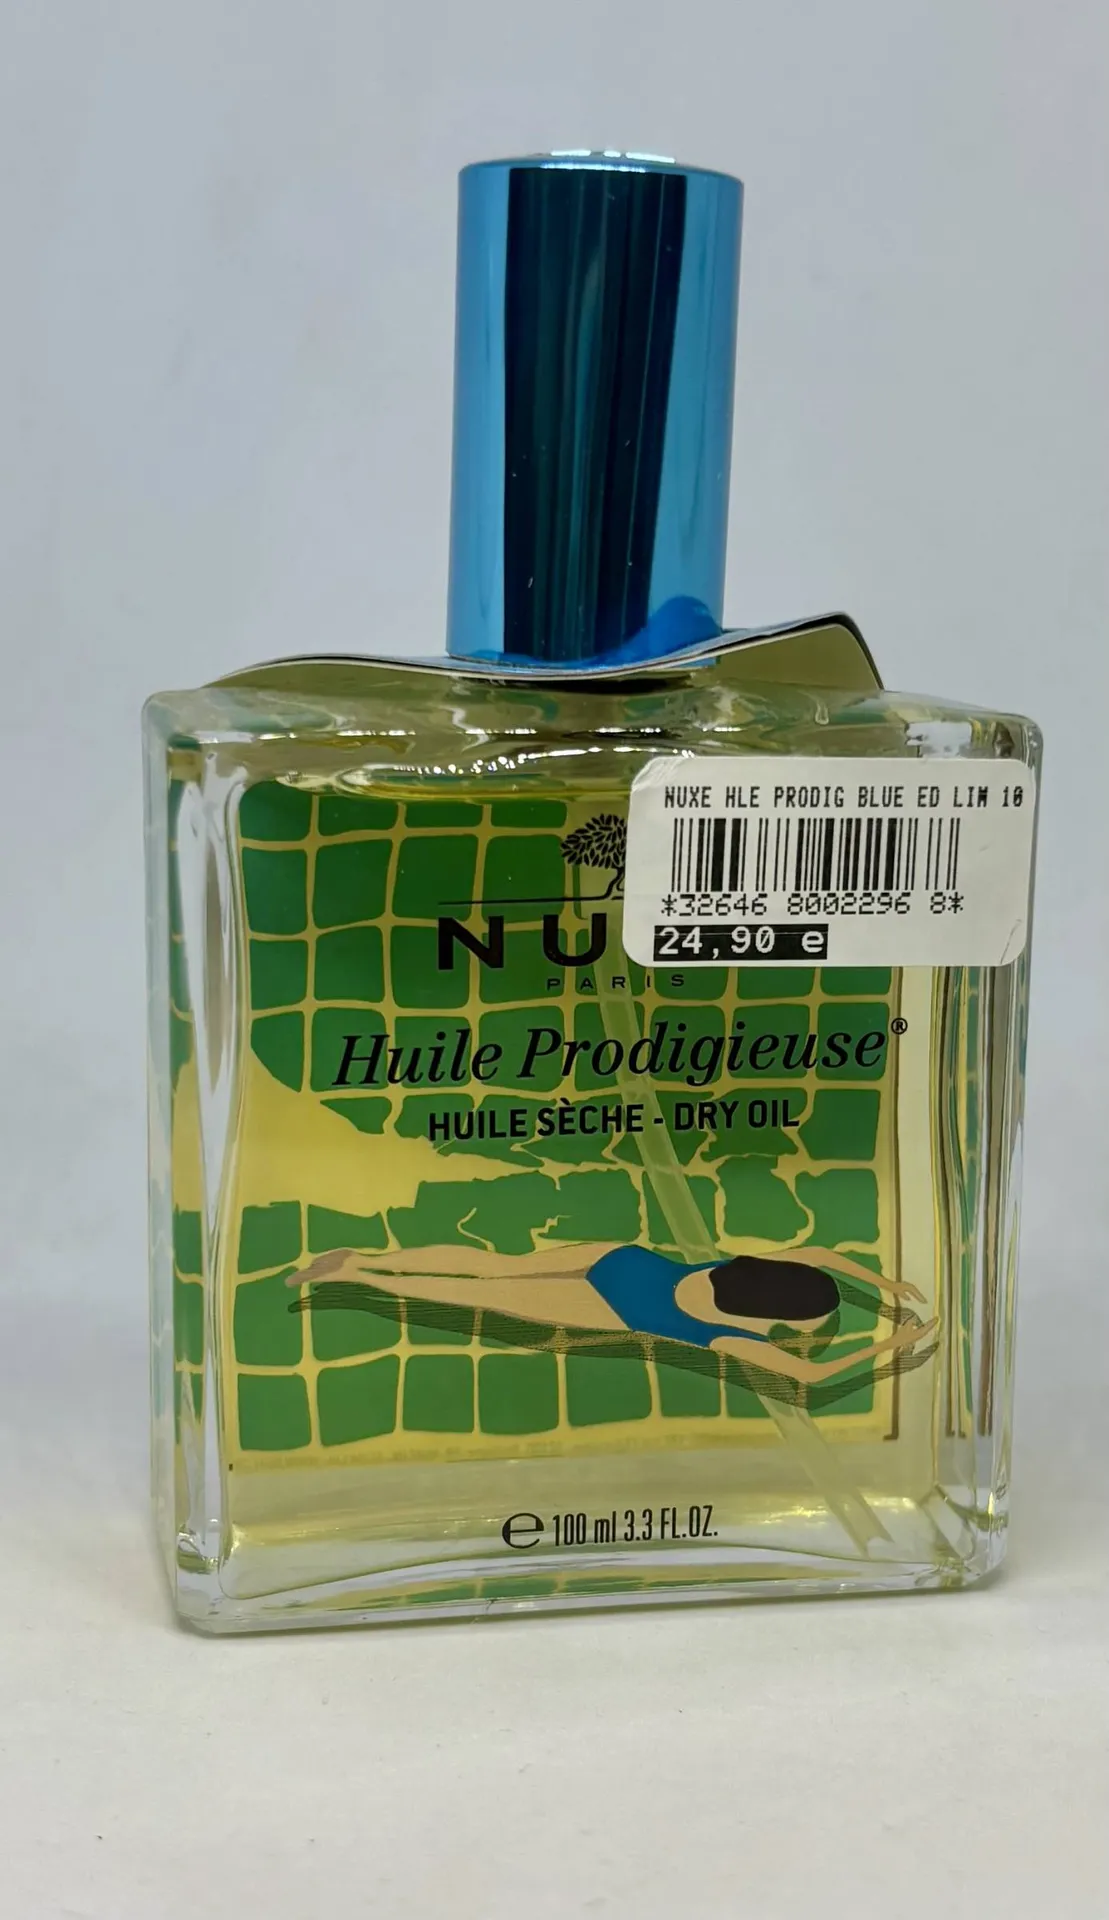 NUXE HLE PRODIG BLUE ED LIM 10
*32646 8002296 8*
24,90 e
NU
PARIS
Huile Prodigieuse®
HUILE SÈCHE - DRY OIL
e 100 ml 3.3 FL.OZ.